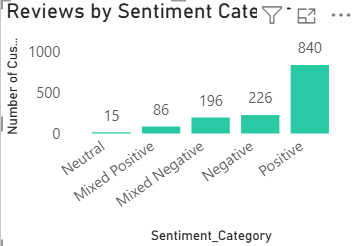 Reviews by Sentiment Cate
Number of Cus...
1000
500
0
15
86
196
226
840
Neutral
Mixed Positive
Mixed Negative
Negative
Positive
Sentiment_Category